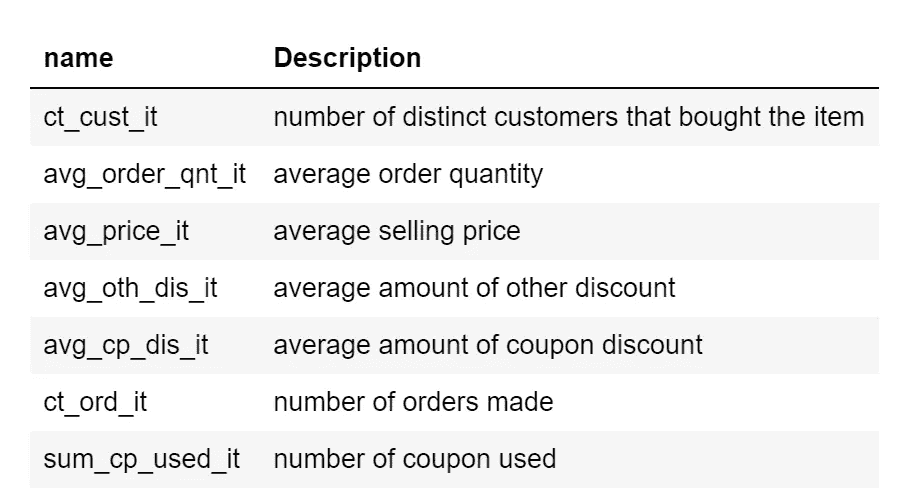 name Description
ct_cust_it number of distinct customers that bought the item
avg_order_qnt_it average order quantity
avg_price_it average selling price
avg_oth_dis_it average amount of other discount
avg_cp_dis_it average amount of coupon discount
ct_ord_it number of orders made
sum_cp_used_it number of coupon used